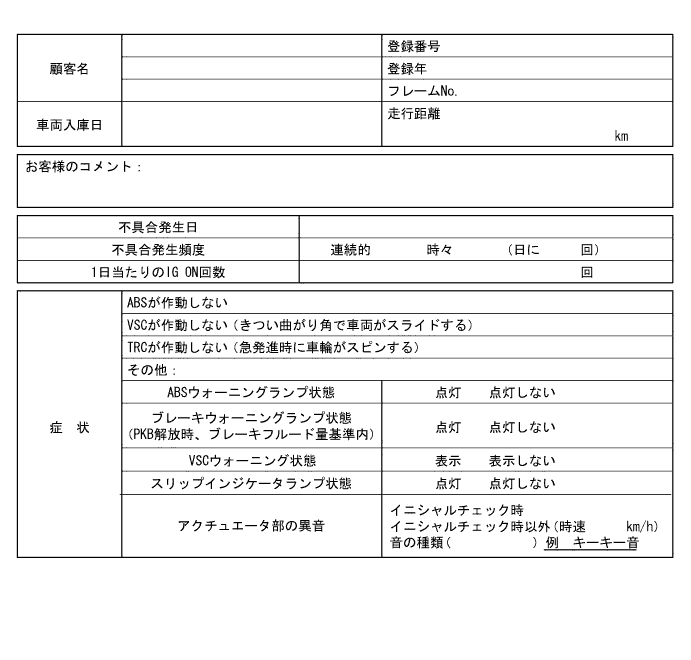 顧客名
登録番号
登録年
フレームNo.
車両入庫日
走行距離
km
お客様のコメント：
不具合発生日
不具合発生頻度 連続的 時々 (日に 回)
1日当たりのIG ON回数 回
症 状
ABSが作動しない
VSCが作動しない(きつい曲がり角で車両がスライドする)
TRCが作動しない(急発進時に車輪がスピンする)
その他：
ABSウォーニングランプ状態 点灯 点灯しない
ブレーキウォーニングランプ状態
(PKB解放時、ブレーキフルード量基準内) 点灯 点灯しない
VSCウォーニング状態 表示 表示しない
スリップインジケータランプ状態 点灯 点灯しない
アクチュエータ部の異音
イニシャルチェック時
イニシャルチェック時以外(時速 km/h)
音の種類( ) 例 キーキー音